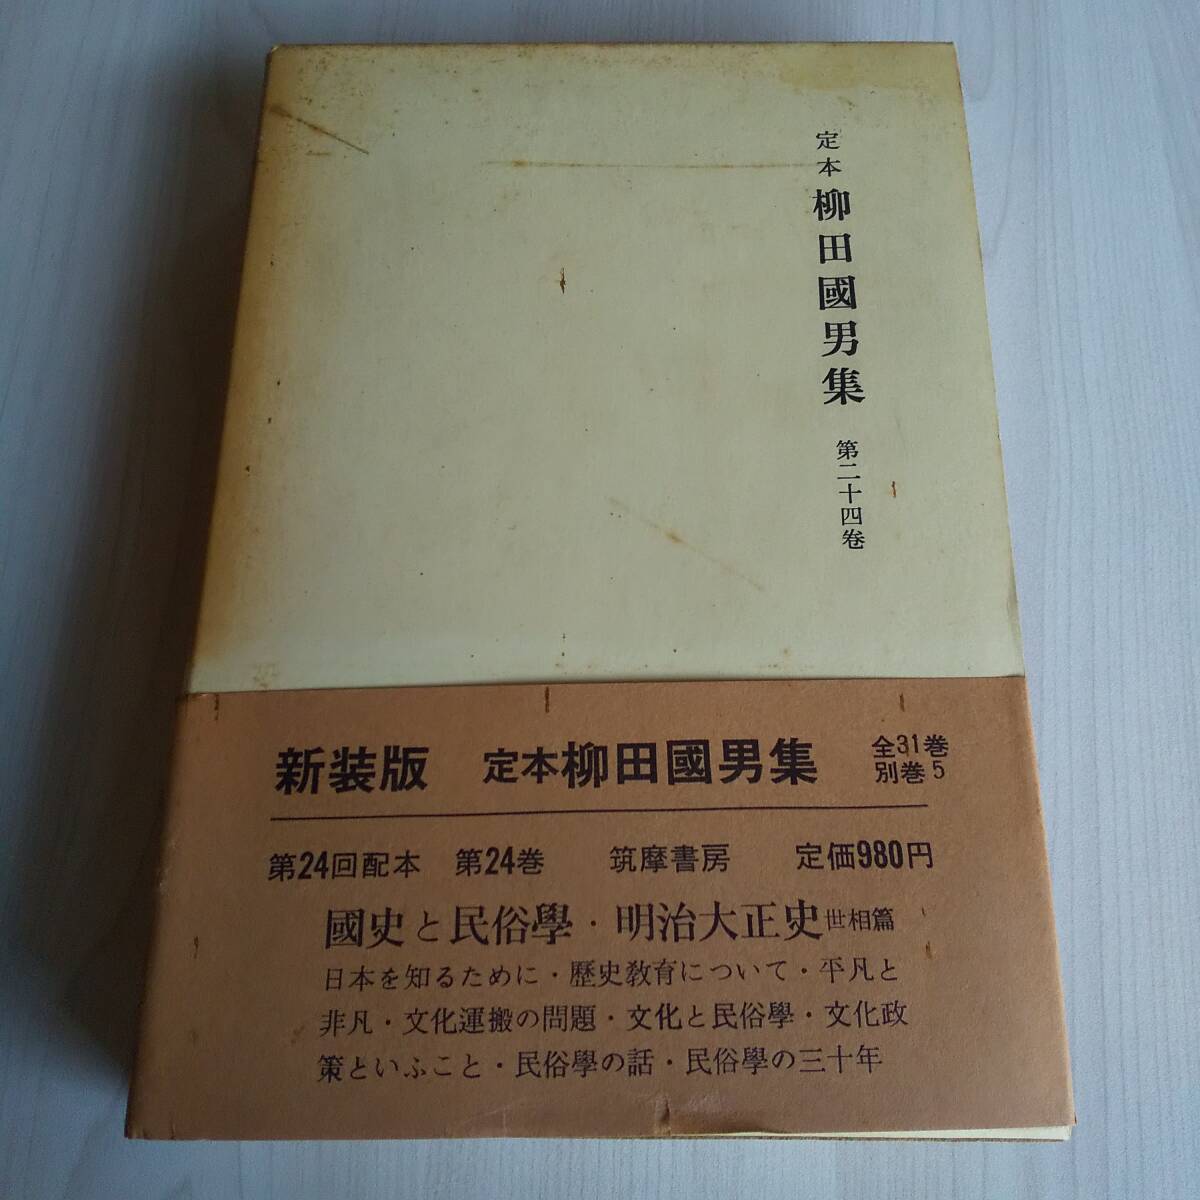 定本 柳田國男集 第二十四巻
新装版 定本柳田國男集 全31巻
別巻5
第24回配本 第24巻 筑摩書房 定価980円
國史と民俗學・明治大正史世相篇
日本を知るために・歷史教育について・平凡と
非凡・文化運搬の問題・文化と民俗學・文化政
策といふこと・民俗學の話・民俗學の三十年